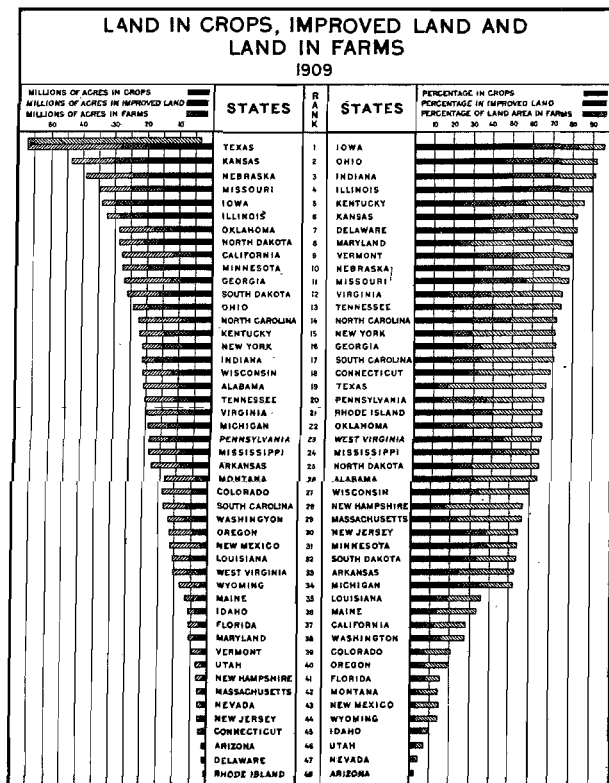 LAND IN CROPS, IMPROVED LAND AND
LAND IN FARMS
1909
MILLIONS OF ACRES IN CROPS
MILLIONS OF ACRES IN IMPROVED LAND
MILLIONS OF ACRES IN FARMS
STATES
RANK
STATES
PERCENTAGE IN CROPS
PERCENTAGE IN IMPROVED LAND
PERCENTAGE OF LAND AREA IN FARMS
50 40 30 20 10
10 20 30 40 50 60 70 80 90
TEXAS 1 IOWA
KANSAS 2 OHIO
NEBRASKA 3 INDIANA
MISSOURI 4 ILLINOIS
IOWA 5 KENTUCKY
ILLINOIS 6 KANSAS
OKLAHOMA 7 DELAWARE
NORTH DAKOTA 8 MARYLAND
CALIFORNIA 9 VERMONT
MINNESOTA 10 NEBRASKA
GEORGIA 11 MISSOURI
SOUTH DAKOTA 12 VIRGINIA
OHIO 13 TENNESSEE
NORTH CAROLINA 14 NORTH CAROLINA
KENTUCKY 15 NEW YORK
NEW YORK 16 GEORGIA
INDIANA 17 SOUTH CAROLINA
WISCONSIN 18 CONNECTICUT
ALABAMA 19 TEXAS
TENNESSEE 20 PENNSYLVANIA
VIRGINIA 21 RHODE ISLAND
MICHIGAN 22 OKLAHOMA
PENNSYLVANIA 23 WEST VIRGINIA
MISSISSIPPI 24 MISSISSIPPI
ARKANSAS 25 NORTH DAKOTA
MONTANA 26 ALABAMA
COLORADO 27 WISCONSIN
SOUTH CAROLINA 28 NEW HAMPSHIRE
WASHINGTON 29 MASSACHUSETTS
OREGON 30 NEW JERSEY
NEW MEXICO 31 MINNESOTA
LOUISIANA 32 SOUTH DAKOTA
WEST VIRGINIA 33 ARKANSAS
WYOMING 34 MICHIGAN
MAINE 35 LOUISIANA
IDAHO 36 MAINE
FLORIDA 37 CALIFORNIA
MARYLAND 38 WASHINGTON
VERMONT 39 COLORADO
UTAH 40 OREGON
NEW HAMPSHIRE 41 FLORIDA
MASSACHUSETTS 42 MONTANA
NEVADA 43 NEW MEXICO
NEW JERSEY 44 WYOMING
CONNECTICUT 45 IDAHO
ARIZONA 46 UTAH
DELAWARE 47 NEVADA
RHODE ISLAND 48 ARIZONA